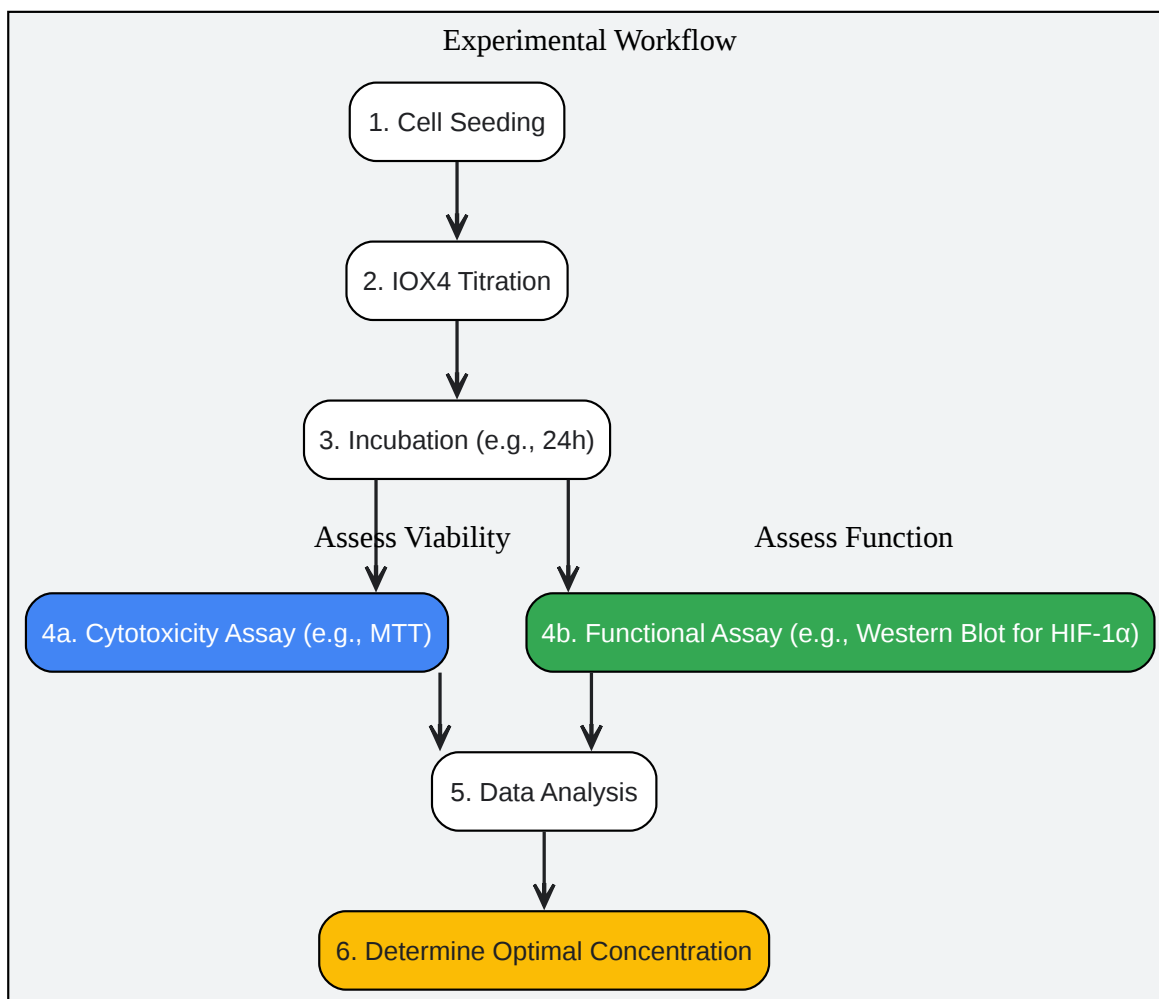 Experimental Workflow
1. Cell Seeding
2. IOX4 Titration
3. Incubation (e.g., 24h)
Assess Viability
Assess Function
4a. Cytotoxicity Assay (e.g., MTT)
4b. Functional Assay (e.g., Western Blot for HIF-1α)
5. Data Analysis
6. Determine Optimal Concentration